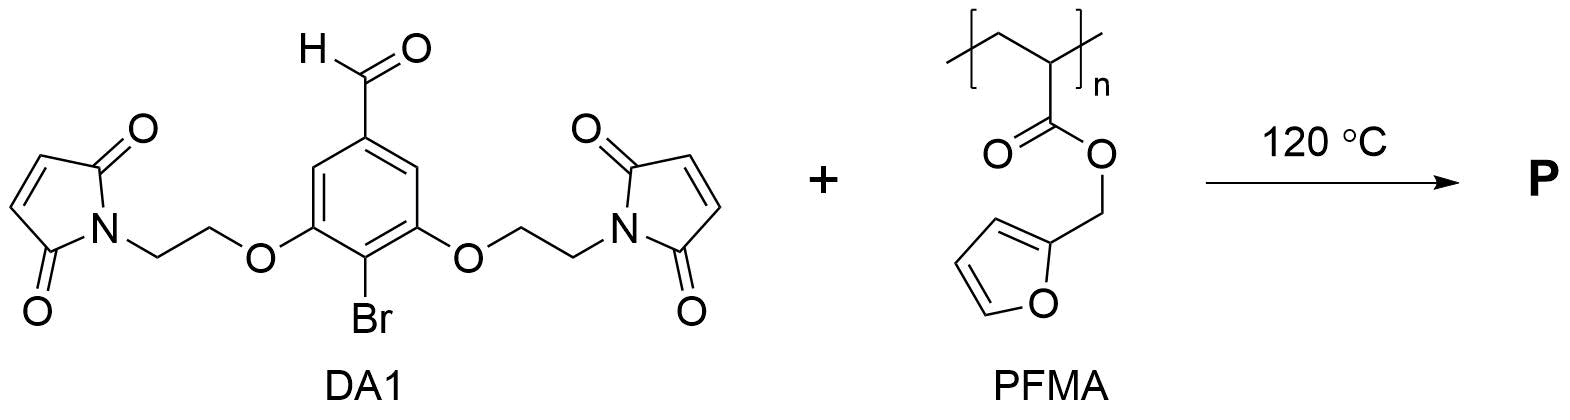 H O
O O
N O O N
O Br O
DA1
+
n
O O
O
PFMA
120 °C
P